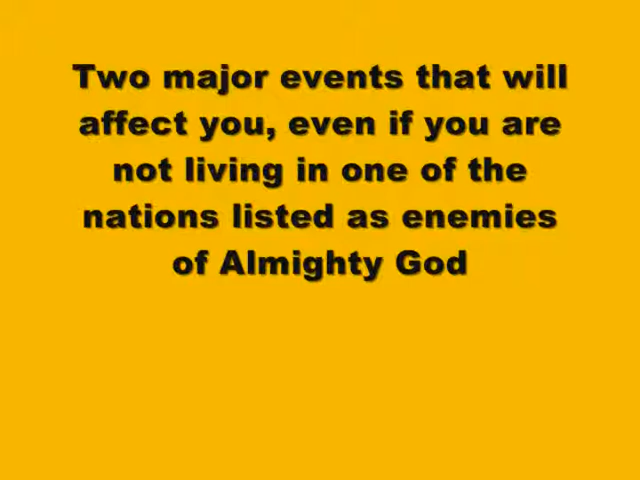 Two major events that will
affect you, even if you are
not living in one of the
nations listed as enemies
of Almighty God